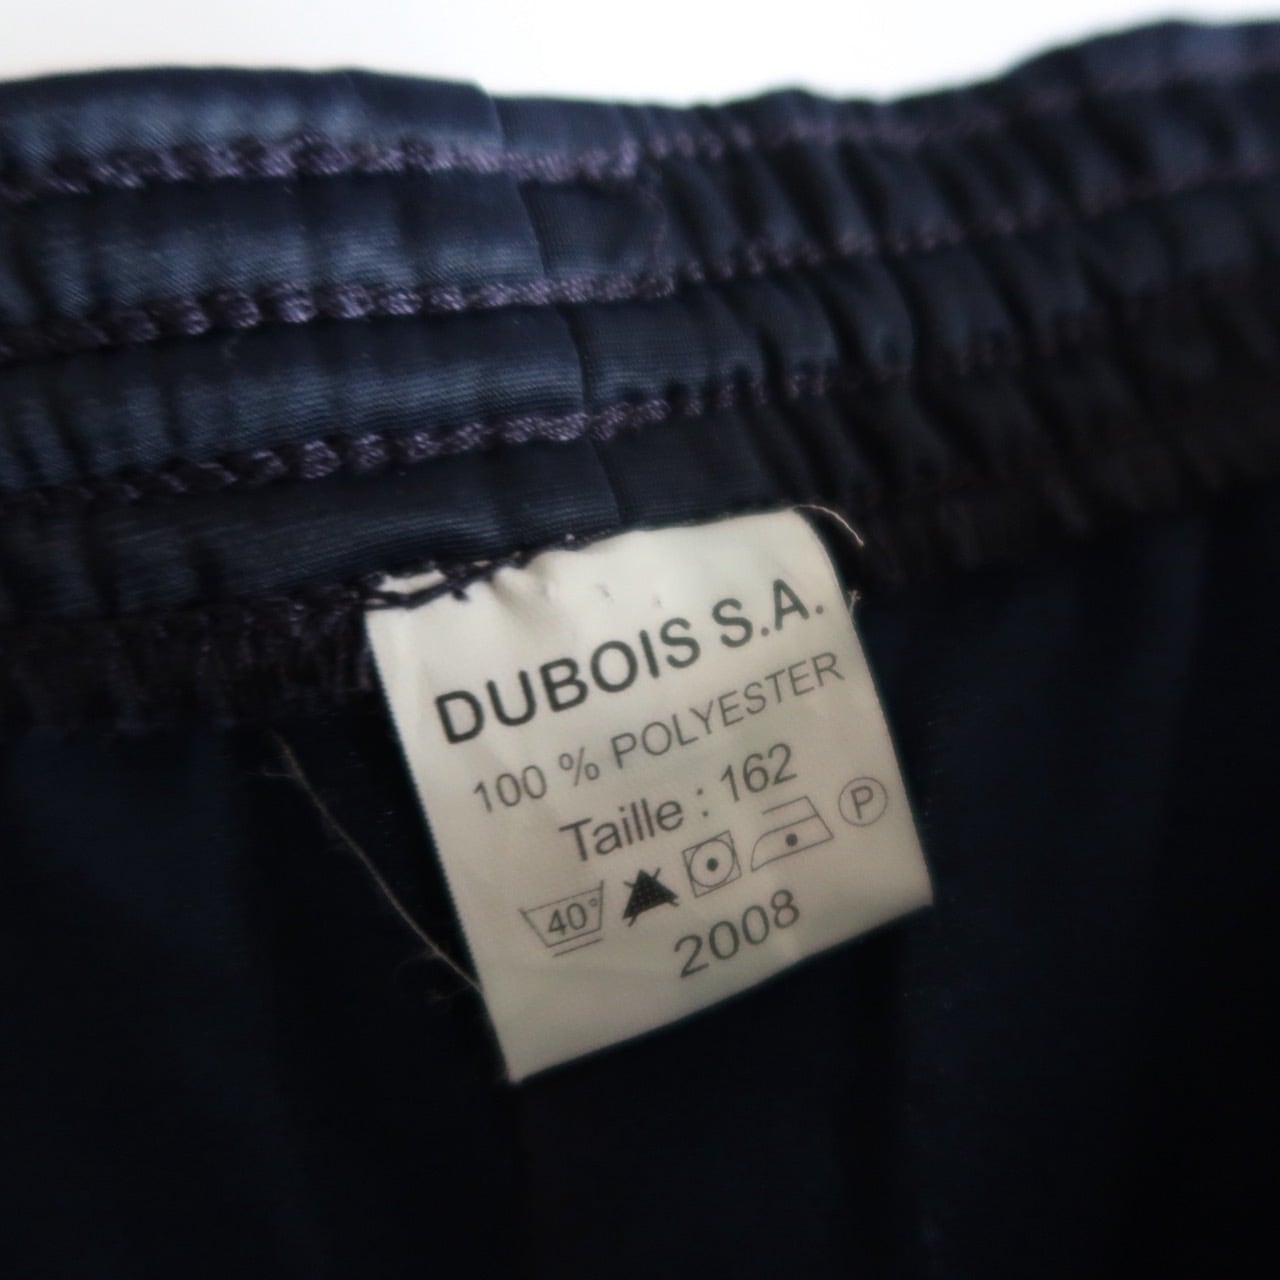 DUBOIS S.A.
100 % POLYESTER
Taille : 162
40° P
2008